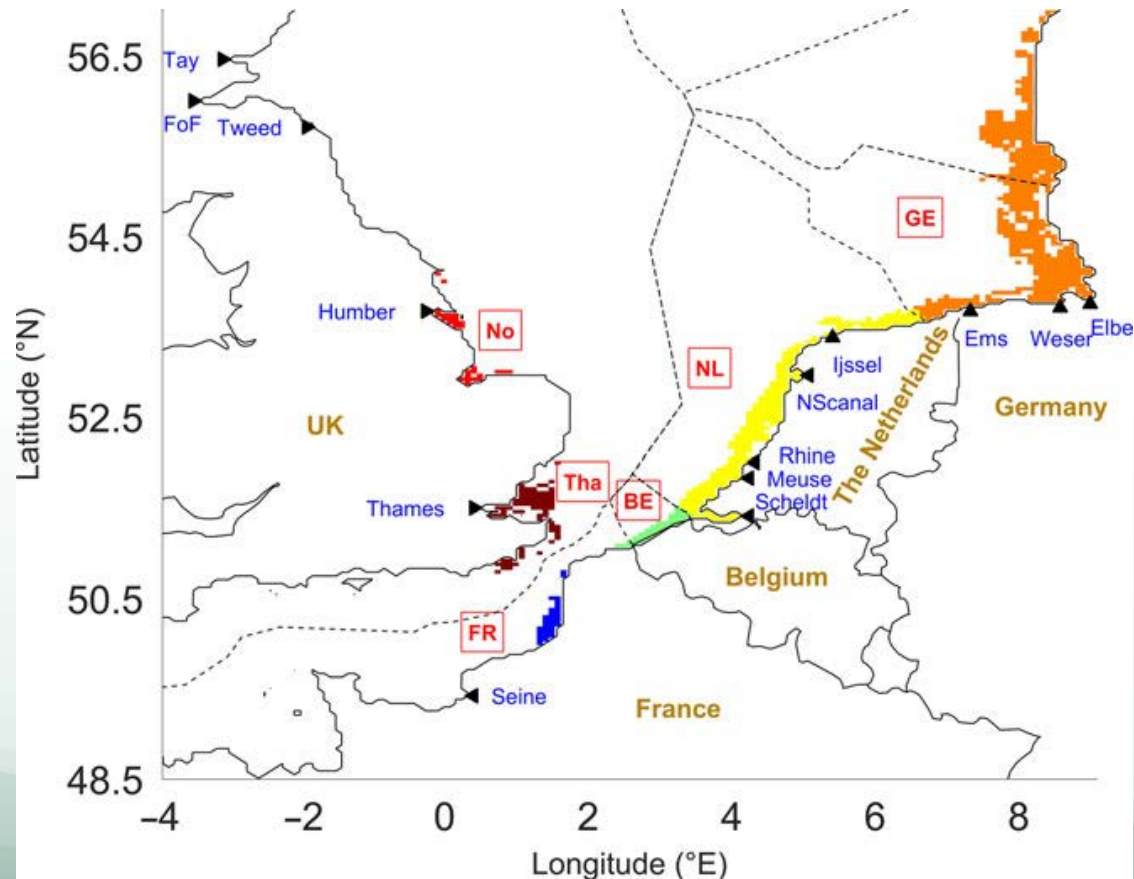 56.5
54.5
52.5
50.5
48.5
Latitude (°N)
−4
−2
0
2
4
6
8
Longitude (°E)
Tay
FoF
Tweed
Humber
No
UK
Thames
Tha
BE
FR
Seine
France
Belgium
NL
GE
The Netherlands
Germany
Ijssel
NScanal
Rhine
Meuse
Scheldt
Ems
Weser
Elbe